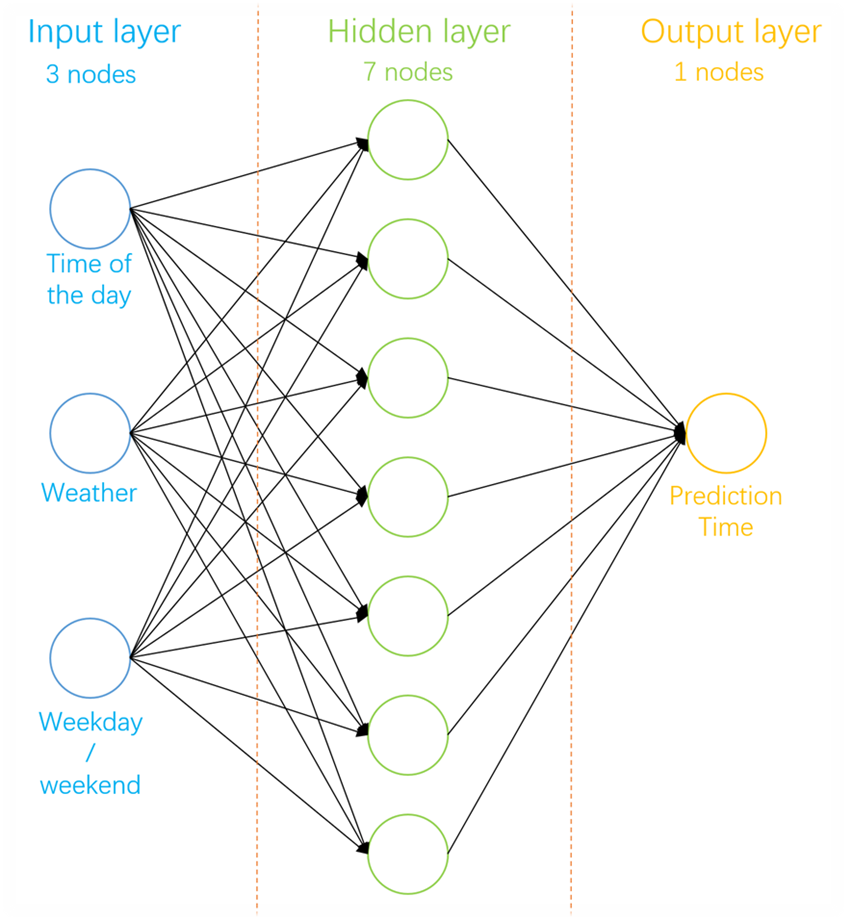 Input layer
3 nodes
Hidden layer
7 nodes
Output layer
1 nodes
Time of
the day
Weather
Weekday
/
weekend
Prediction
Time